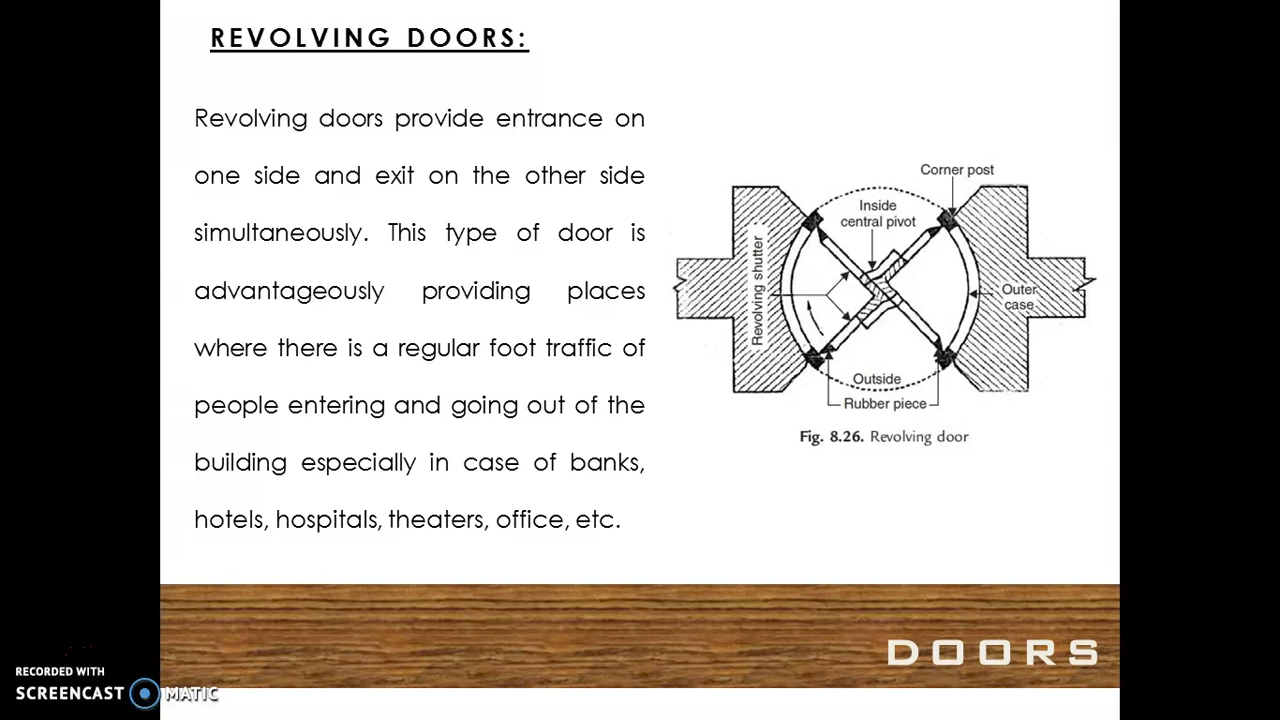 REVOLVING DOORS:
Revolving doors provide entrance on
one side and exit on the other side
simultaneously. This type of door is
advantageously providing places
where there is a regular foot traffic of
people entering and going out of the
building especially in case of banks,
hotels, hospitals, theaters, office, etc.
Corner post
Inside
central pivot
Revolving shutter
Outer
case
Outside
Rubber piece
Fig. 8.26. Revolving door
DOORS
RECORDED WITH
SCREENCAST MATIC